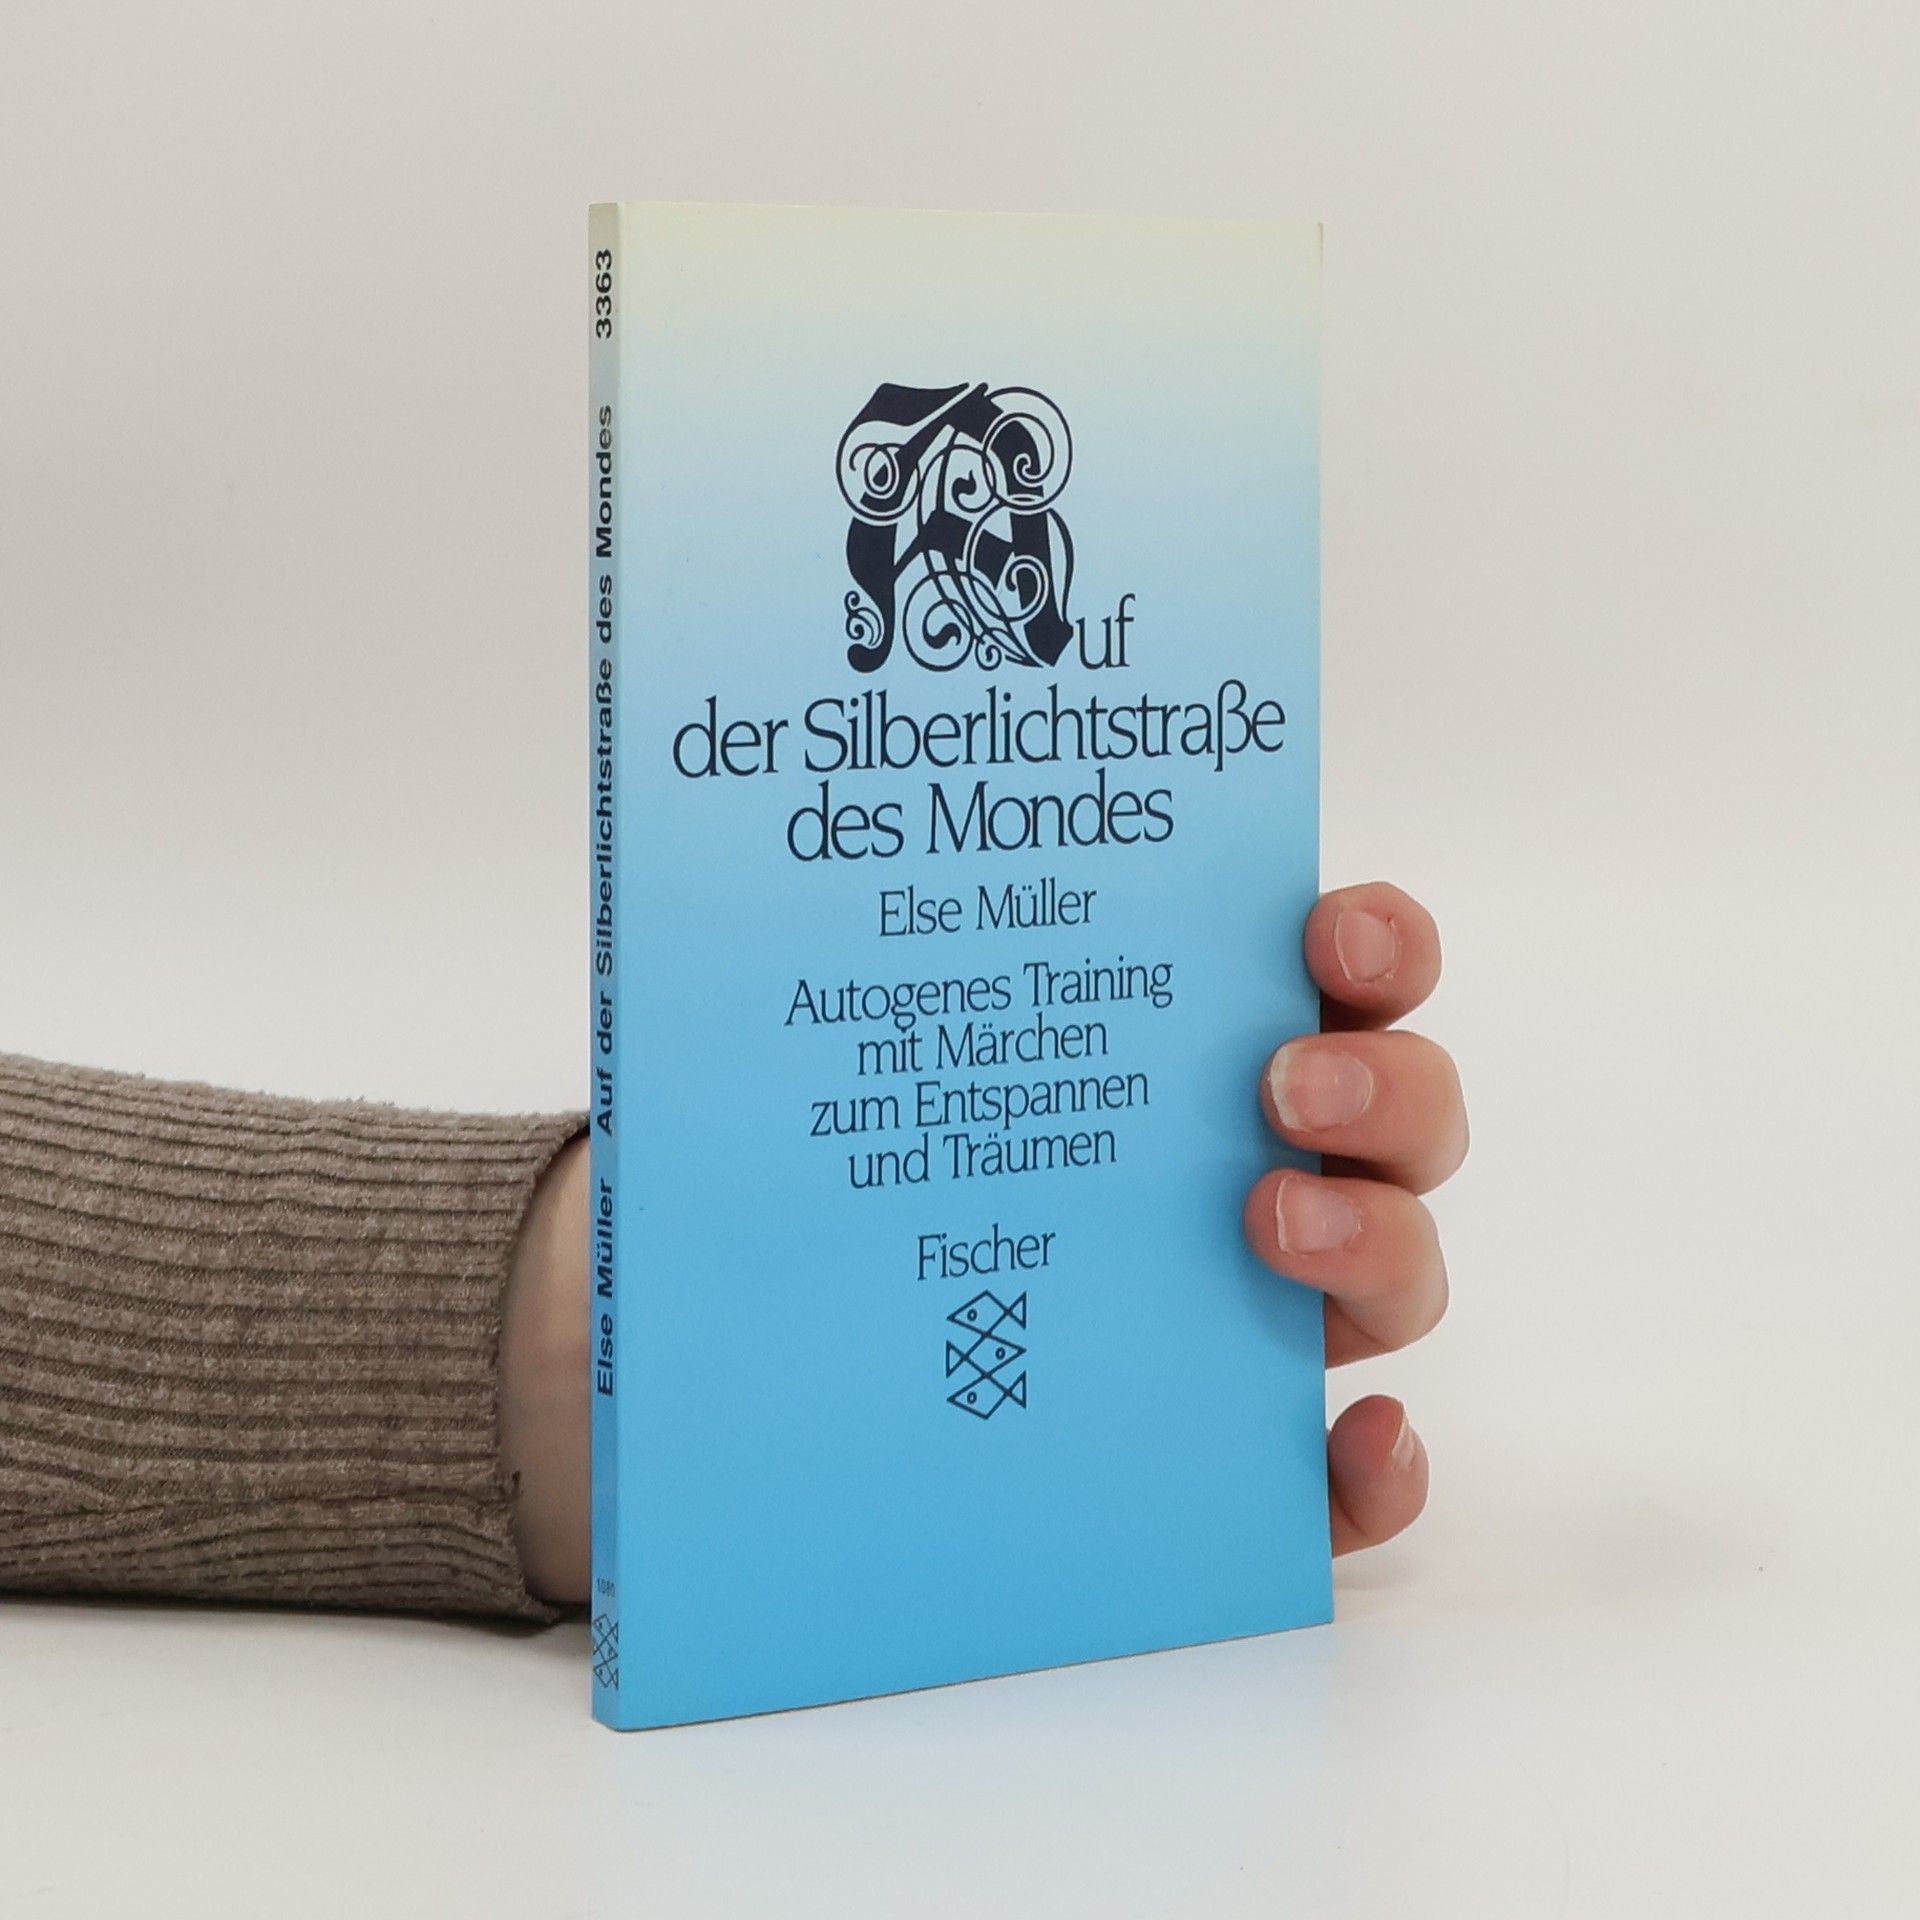 Auf
der Silberlichtstraße
des Mondes
Else Müller
Autogenes Training
mit Märchen
zum Entspannen
und Träumen
Fischer
Else Müller Auf der Silberlichtstraße des Mondes 3363
1080